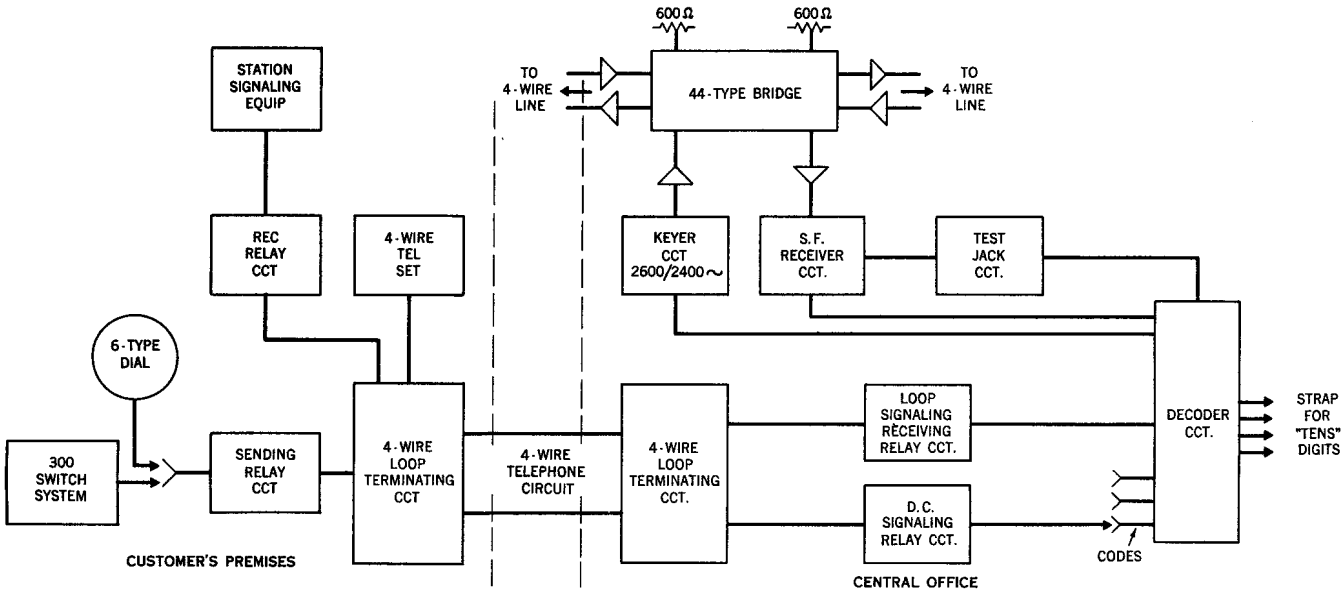 600Ω
600Ω
STATION
SIGNALING
EQUIP
TO
4-WIRE
LINE
44-TYPE BRIDGE
TO
4-WIRE
LINE
REC
RELAY
CCT
4-WIRE
TEL
SET
KEYER
CCT
2600/2400~
S.F.
RECEIVER
CCT.
TEST
JACK
CCT.
6-TYPE
DIAL
300
SWITCH
SYSTEM
SENDING
RELAY
CCT
4-WIRE
LOOP
TERMINATING
CCT
4-WIRE
TELEPHONE
CIRCUIT
4-WIRE
LOOP
TERMINATING
CCT.
LOOP
SIGNALING
RECEIVING
RELAY CCT.
D.C.
SIGNALING
RELAY CCT.
DECODER
CCT.
STRAP
FOR
"TENS"
DIGITS
CODES
CUSTOMER'S PREMISES
CENTRAL OFFICE